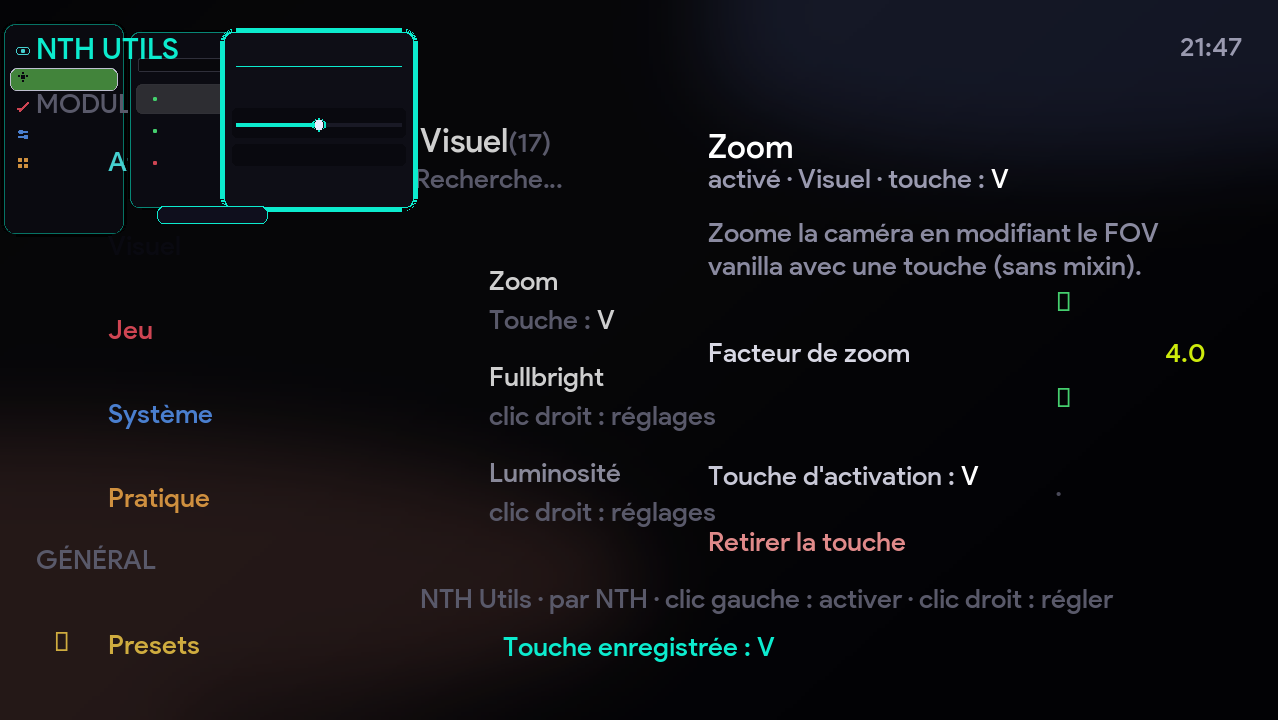 NTH UTILS
21:47
MODUL
A
Visuel
Jeu
Système
Pratique
GÉNÉRAL
Presets
Visuel(17)
Recherche...
Zoom
Touche : V
Fullbright
clic droit : réglages
Luminosité
clic droit : réglages
Zoom
activé · Visuel · touche : V
Zoome la caméra en modifiant le FOV
vanilla avec une touche (sans mixin).
Facteur de zoom 4.0
Touche d'activation : V
Retirer la touche
NTH Utils · par NTH · clic gauche : activer · clic droit : régler
Touche enregistrée : V